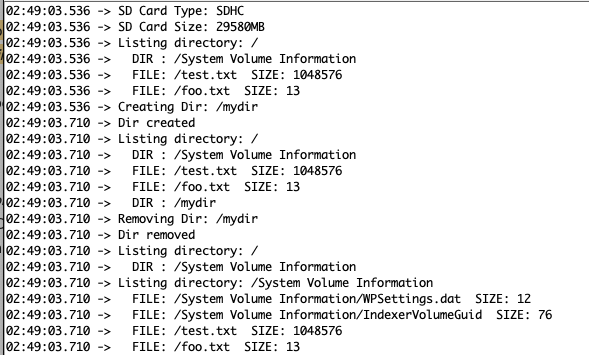 02:49:03.536 -> SD Card Type: SDHC
02:49:03.536 -> SD Card Size: 29580MB
02:49:03.536 -> Listing directory: /
02:49:03.536 ->   DIR : /System Volume Information
02:49:03.536 ->   FILE: /test.txt  SIZE: 1048576
02:49:03.536 ->   FILE: /foo.txt  SIZE: 13
02:49:03.536 -> Creating Dir: /mydir
02:49:03.710 -> Dir created
02:49:03.710 -> Listing directory: /
02:49:03.710 ->   DIR : /System Volume Information
02:49:03.710 ->   FILE: /test.txt  SIZE: 1048576
02:49:03.710 ->   FILE: /foo.txt  SIZE: 13
02:49:03.710 ->   DIR : /mydir
02:49:03.710 -> Removing Dir: /mydir
02:49:03.710 -> Dir removed
02:49:03.710 -> Listing directory: /
02:49:03.710 ->   DIR : /System Volume Information
02:49:03.710 -> Listing directory: /System Volume Information
02:49:03.710 ->   FILE: /System Volume Information/WPSettings.dat  SIZE: 12
02:49:03.710 ->   FILE: /System Volume Information/IndexerVolumeGuid  SIZE: 76
02:49:03.710 ->   FILE: /test.txt  SIZE: 1048576
02:49:03.710 ->   FILE: /foo.txt  SIZE: 13